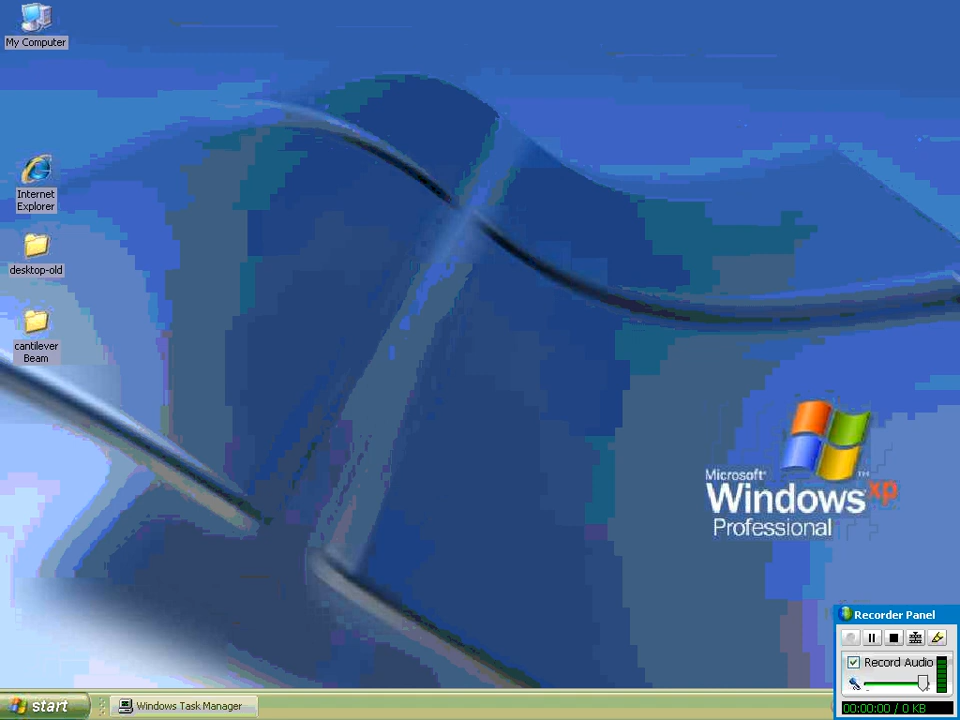 My Computer
Internet
Explorer
desktop-old
cantilever
Beam
Microsoft®
Windows xp™
Professional
Recorder Panel
Record Audio
00:00:00 / 0 KB
start
Windows Task Manager